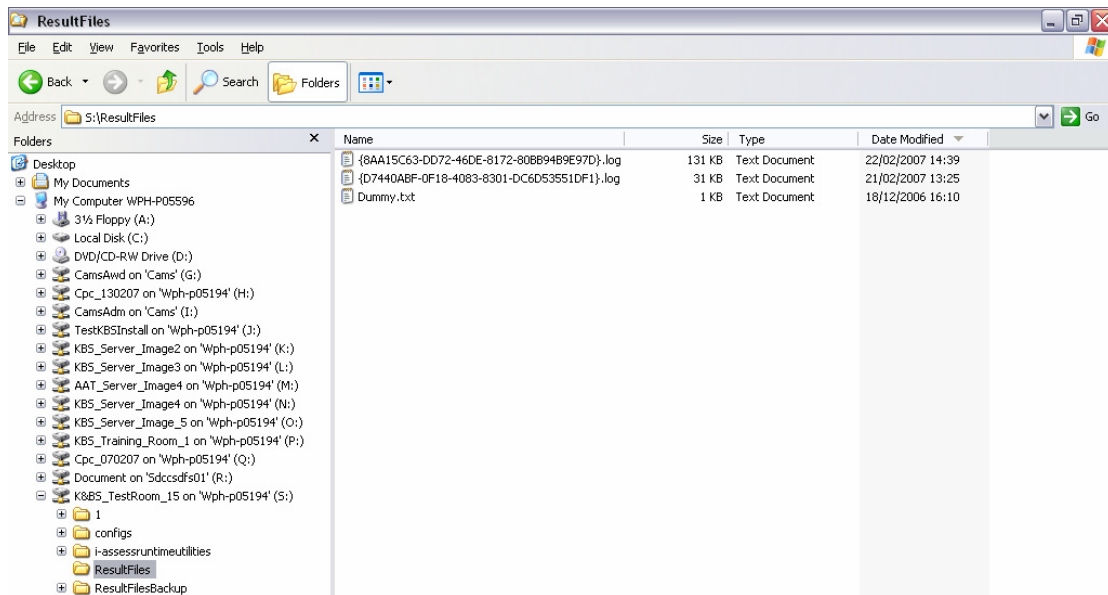 ResultFiles
File Edit View Favorites Tools Help
Back Search Folders
Address S:\ResultFiles Go
Folders x Name Size Type Date Modified
Desktop
My Documents
My Computer WPH-P05596
3½ Floppy (A:)
Local Disk (C:)
DVD/CD-RW Drive (D:)
CamsAwd on 'Cams' (G:)
Cpc_130207 on 'Wph-p05194' (H:)
CamsAdm on 'Cams' (I:)
TestKBSInstall on 'Wph-p05194' (J:)
KBS_Server_Image2 on 'Wph-p05194' (K:)
KBS_Server_Image3 on 'Wph-p05194' (L:)
AAT_Server_Image4 on 'Wph-p05194' (M:)
KBS_Server_Image4 on 'Wph-p05194' (N:)
KBS_Server_Image_5 on 'Wph-p05194' (O:)
KBS_Training_Room_1 on 'Wph-p05194' (P:)
Cpc_070207 on 'Wph-p05194' (Q:)
Document on 'Sdccsdfs01' (R:)
K&BS_TestRoom_15 on 'Wph-p05194' (S:)
1
configs
i-assessruntimeutilities
ResultFiles
ResultFilesBackup
{8AA15C63-DD72-46DE-8172-80BB94B9E97D}.log 131 KB Text Document 22/02/2007 14:39
{D7440ABF-0F18-4083-8301-DC6D53551DF1}.log 31 KB Text Document 21/02/2007 13:25
Dummy.txt 1 KB Text Document 18/12/2006 16:10